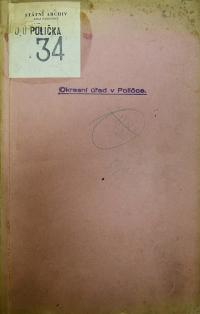 STÁTNÍ ARCHIV
O.Ú POLIČKA
34
Okresní úřad v Poličce.